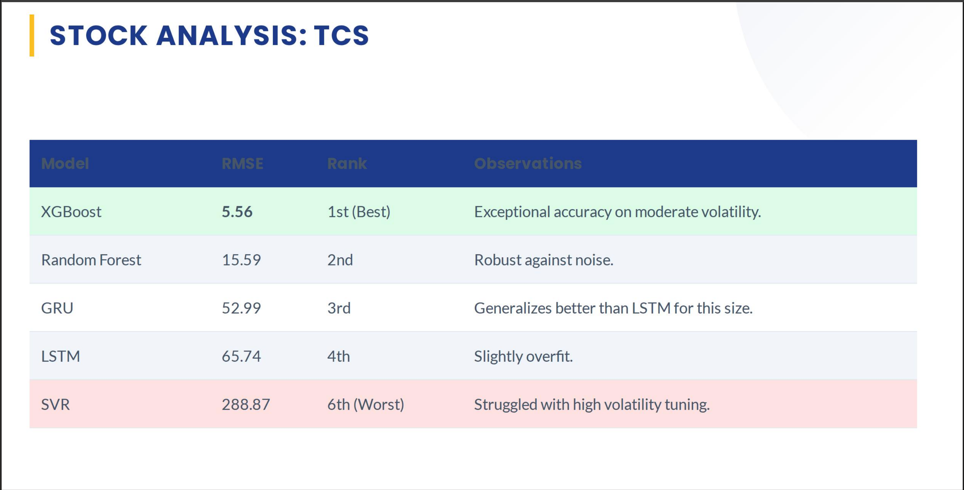 STOCK ANALYSIS: TCS
Model RMSE Rank Observations
XGBoost 5.56 1st (Best) Exceptional accuracy on moderate volatility.
Random Forest 15.59 2nd Robust against noise.
GRU 52.99 3rd Generalizes better than LSTM for this size.
LSTM 65.74 4th Slightly overfit.
SVR 288.87 6th (Worst) Struggled with high volatility tuning.